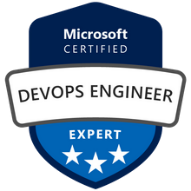 Microsoft
CERTIFIED
DEVOPS ENGINEER
EXPERT